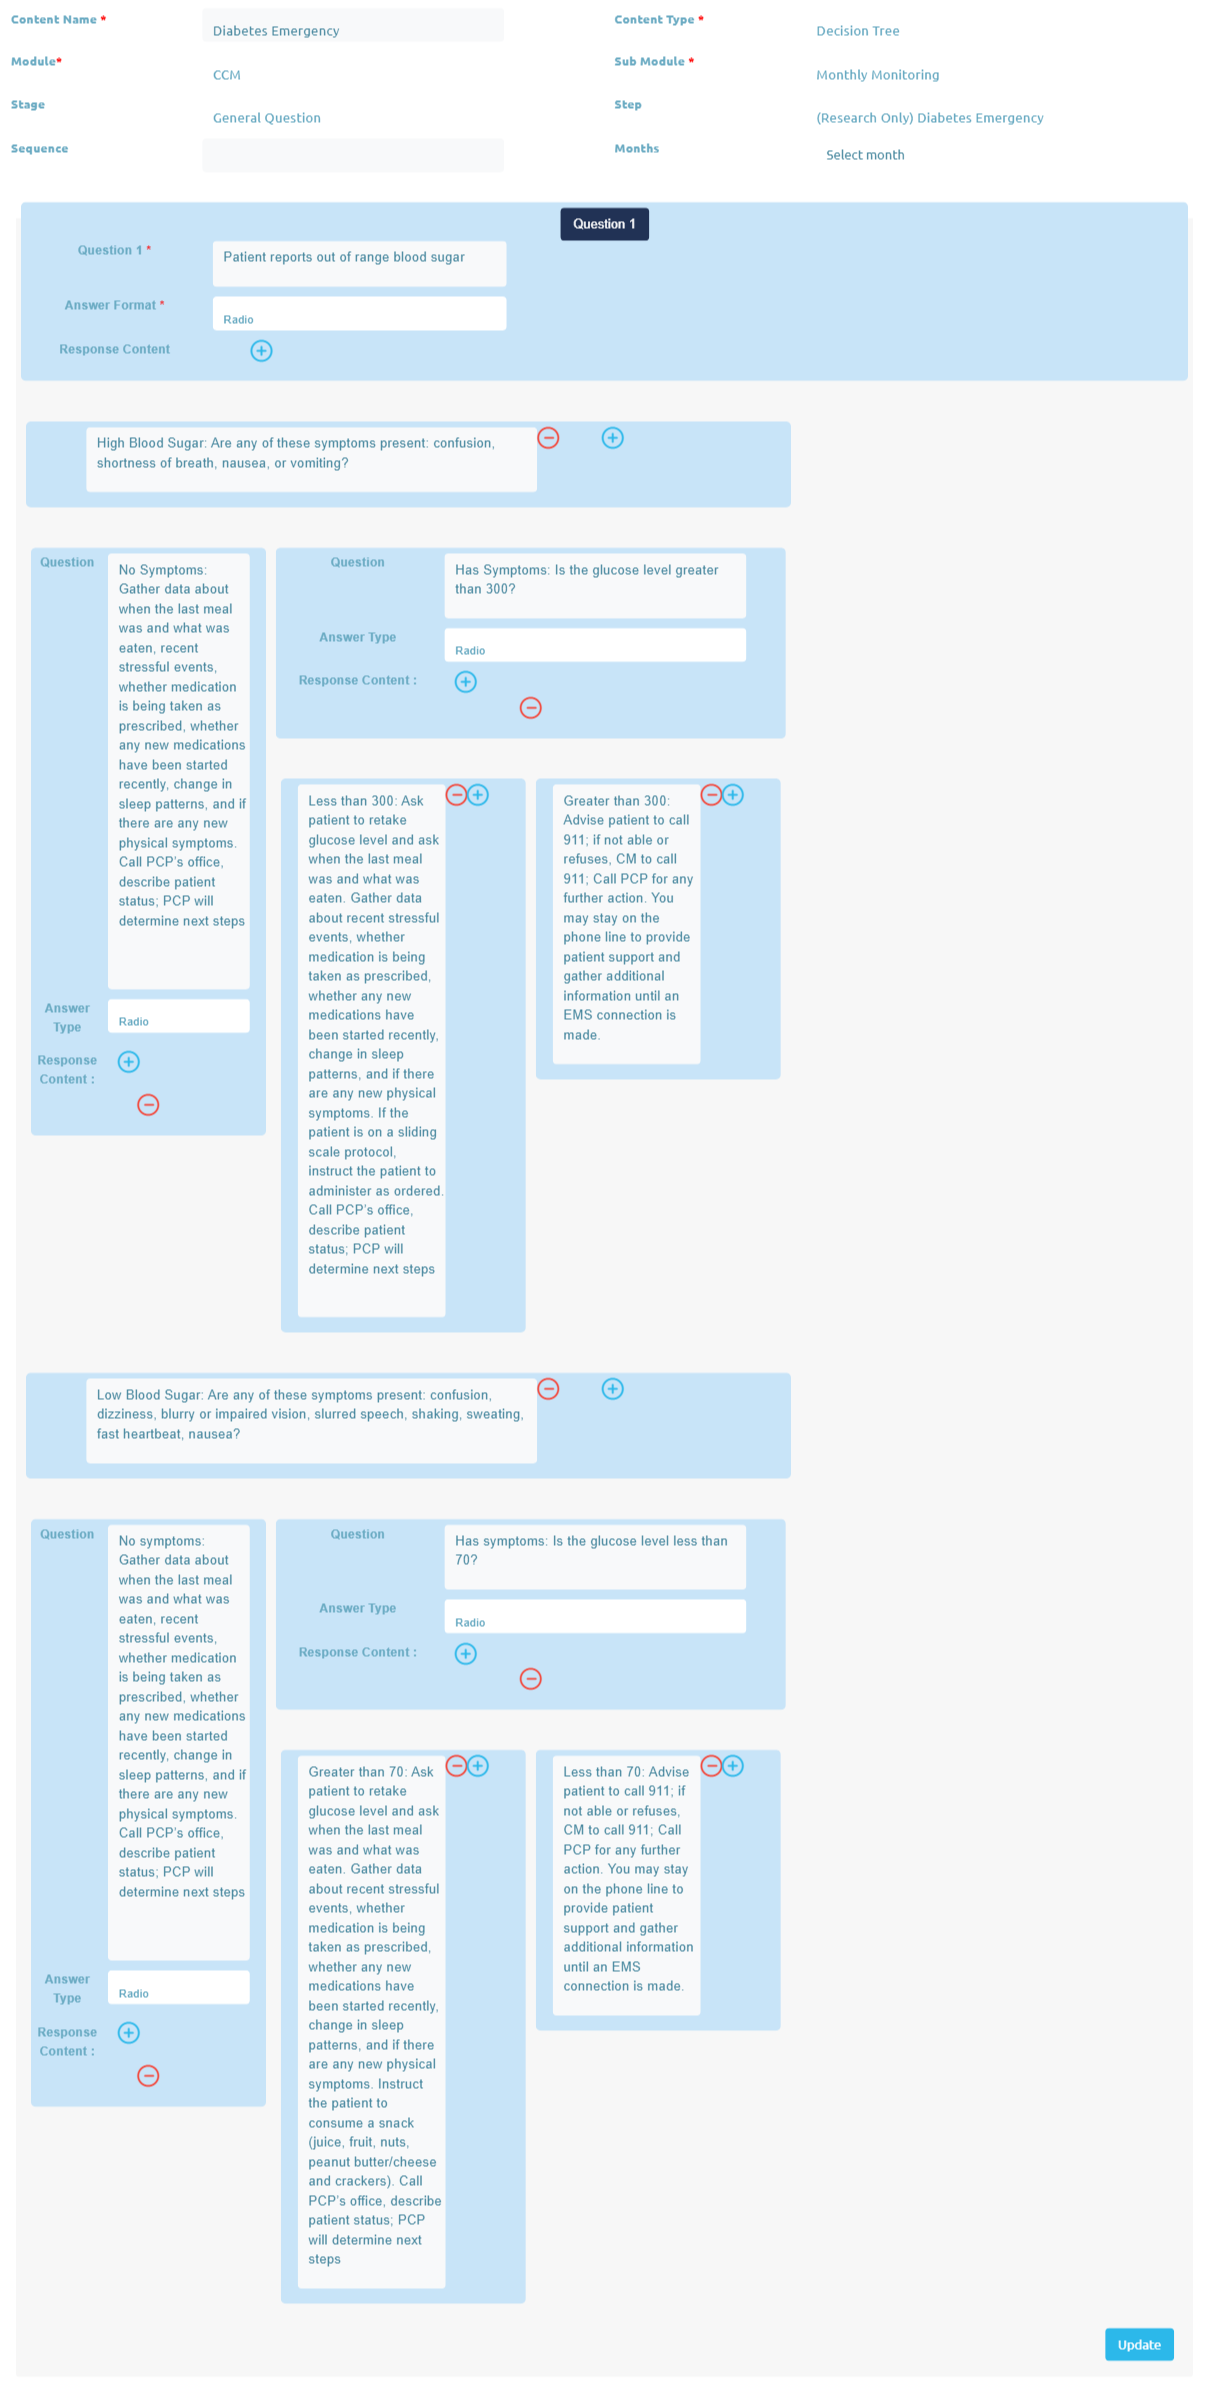 Content Name *
Diabetes Emergency
Content Type *
Decision Tree
Module*
CCM
Sub Module *
Monthly Monitoring
Stage
General Question
Step
(Research Only) Diabetes Emergency
Sequence
Months
Select month
Question 1
Question 1 *
Patient reports out of range blood sugar
Answer Format *
Radio
Response Content
High Blood Sugar: Are any of these symptoms present: confusion,
shortness of breath, nausea, or vomiting?
Question
No Symptoms:
Gather data about
when the last meal
was and what was
eaten, recent
stressful events,
whether medication
is being taken as
prescribed, whether
any new medications
have been started
recently, change in
sleep patterns, and if
there are any new
physical symptoms.
Call PCP's office,
describe patient
status; PCP will
determine next steps
Answer
Type
Radio
Response
Content :
Question
Has Symptoms: Is the glucose level greater
than 300?
Answer Type
Radio
Response Content :
Less than 300: Ask
patient to retake
glucose level and ask
when the last meal
was and what was
eaten. Gather data
about recent stressful
events, whether
medication is being
taken as prescribed,
whether any new
medications have
been started recently,
change in sleep
patterns, and if there
are any new physical
symptoms. If the
patient is on a sliding
scale protocol,
instruct the patient to
administer as ordered.
Call PCP's office,
describe patient
status; PCP will
determine next steps
Greater than 300:
Advise patient to call
911; if not able or
refuses, CM to call
911; Call PCP for any
further action. You
may stay on the
phone line to provide
patient support and
gather additional
information until an
EMS connection is
made.
Low Blood Sugar: Are any of these symptoms present: confusion,
dizziness, blurry or impaired vision, slurred speech, shaking, sweating,
fast heartbeat, nausea?
Question
No symptoms:
Gather data about
when the last meal
was and what was
eaten, recent
stressful events,
whether medication
is being taken as
prescribed, whether
any new medications
have been started
recently, change in
sleep patterns, and if
there are any new
physical symptoms.
Call PCP's office,
describe patient
status; PCP will
determine next steps
Answer
Type
Radio
Response
Content :
Question
Has symptoms: Is the glucose level less than
70?
Answer Type
Radio
Response Content :
Greater than 70: Ask
patient to retake
glucose level and ask
when the last meal
was and what was
eaten. Gather data
about recent stressful
events, whether
medication is being
taken as prescribed,
whether any new
medications have
been started recently,
change in sleep
patterns, and if there
are any new physical
symptoms. Instruct
the patient to
consume a snack
(juice, fruit, nuts,
peanut butter/cheese
and crackers). Call
PCP's office, describe
patient status; PCP
will determine next
steps
Less than 70: Advise
patient to call 911; if
not able or refuses,
CM to call 911; Call
PCP for any further
action. You may stay
on the phone line to
provide patient
support and gather
additional information
until an EMS
connection is made.
Update